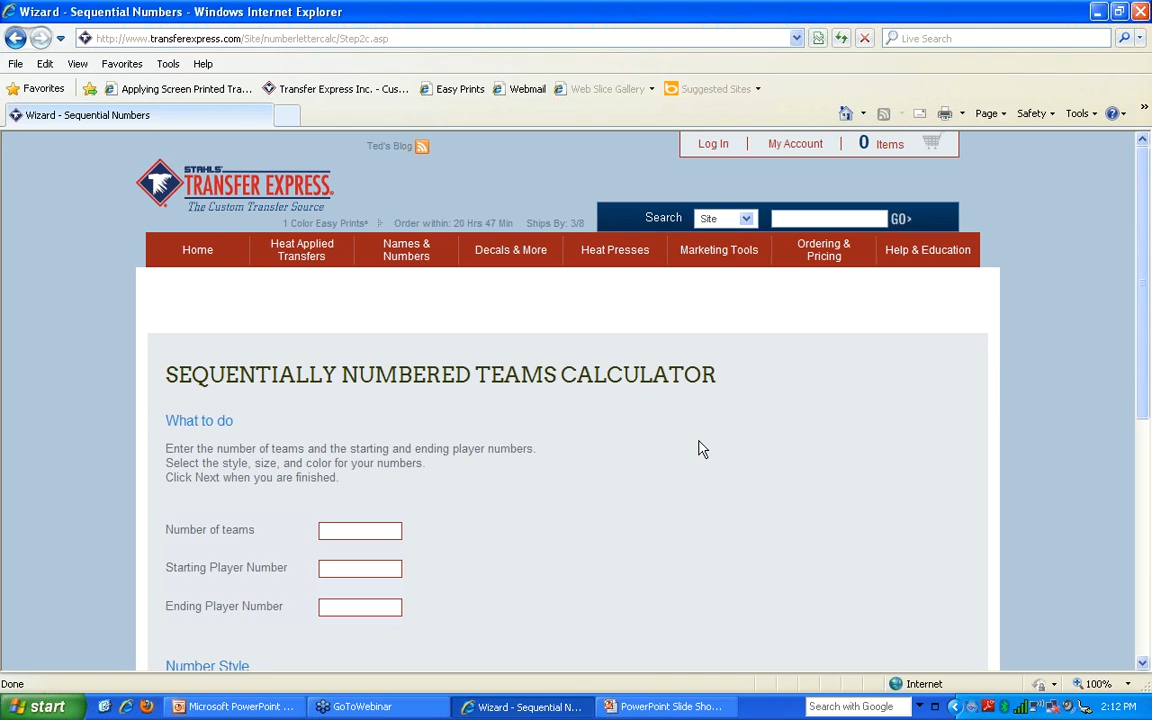 Wizard - Sequential Numbers - Windows Internet Explorer
http://www.transferexpress.com/Site/numberlettercalc/Step2c.asp
Live Search
File Edit View Favorites Tools Help
Favorites Applying Screen Printed Tra... Transfer Express Inc. - Cus... Easy Prints Webmail Web Slice Gallery Suggested Sites
Wizard - Sequential Numbers
Page Safety Tools
Ted's Blog
Log In My Account 0 Items
STAHLS'
TRANSFER EXPRESS.
The Custom Transfer Source
1 Color Easy Prints® Order within: 20 Hrs 47 Min Ships By: 3/8
Search Site GO>
Home Heat Applied Transfers Names & Numbers Decals & More Heat Presses Marketing Tools Ordering & Pricing Help & Education
SEQUENTIALLY NUMBERED TEAMS CALCULATOR
What to do
Enter the number of teams and the starting and ending player numbers.
Select the style, size, and color for your numbers.
Click Next when you are finished.
Number of teams
Starting Player Number
Ending Player Number
Number Style
Done Internet 100%
start Microsoft PowerPoint ... GoToWebinar Wizard - Sequential N... PowerPoint Slide Sho... Search with Google 2:12 PM